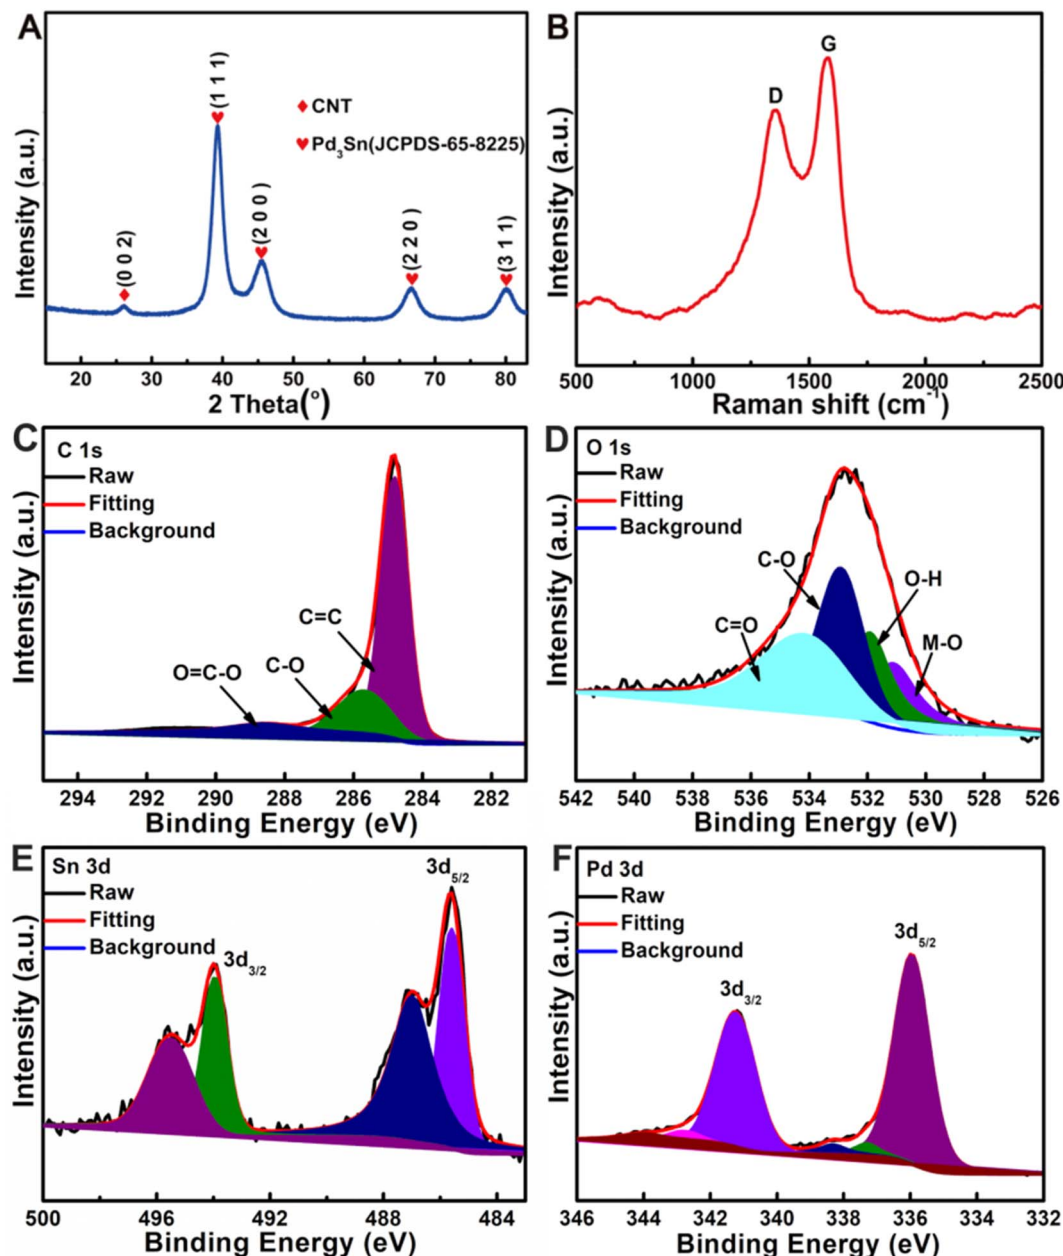 A
Intensity (a.u.)
(0 0 2)
(1 1 1)
(2 0 0)
(2 2 0)
(3 1 1)
CNT
Pd3Sn(JCPDS-65-8225)
20 30 40 50 60 70 80
2 Theta(°)
B
Intensity (a.u.)
D
G
500 1000 1500 2000 2500
Raman shift (cm-1)
C
C 1s
Raw
Fitting
Background
Intensity (a.u.)
C=C
C-O
O=C-O
294 292 290 288 286 284 282
Binding Energy (eV)
D
O 1s
Raw
Fitting
Background
Intensity (a.u.)
C-O
O-H
C=O
M-O
542 540 538 536 534 532 530 528 526
Binding Energy (eV)
E
Sn 3d
Raw
Fitting
Background
Intensity (a.u.)
3d5/2
3d3/2
500 496 492 488 484
Binding Energy (eV)
F
Pd 3d
Raw
Fitting
Background
Intensity (a.u.)
3d5/2
3d3/2
346 344 342 340 338 336 334 332
Binding Energy (eV)